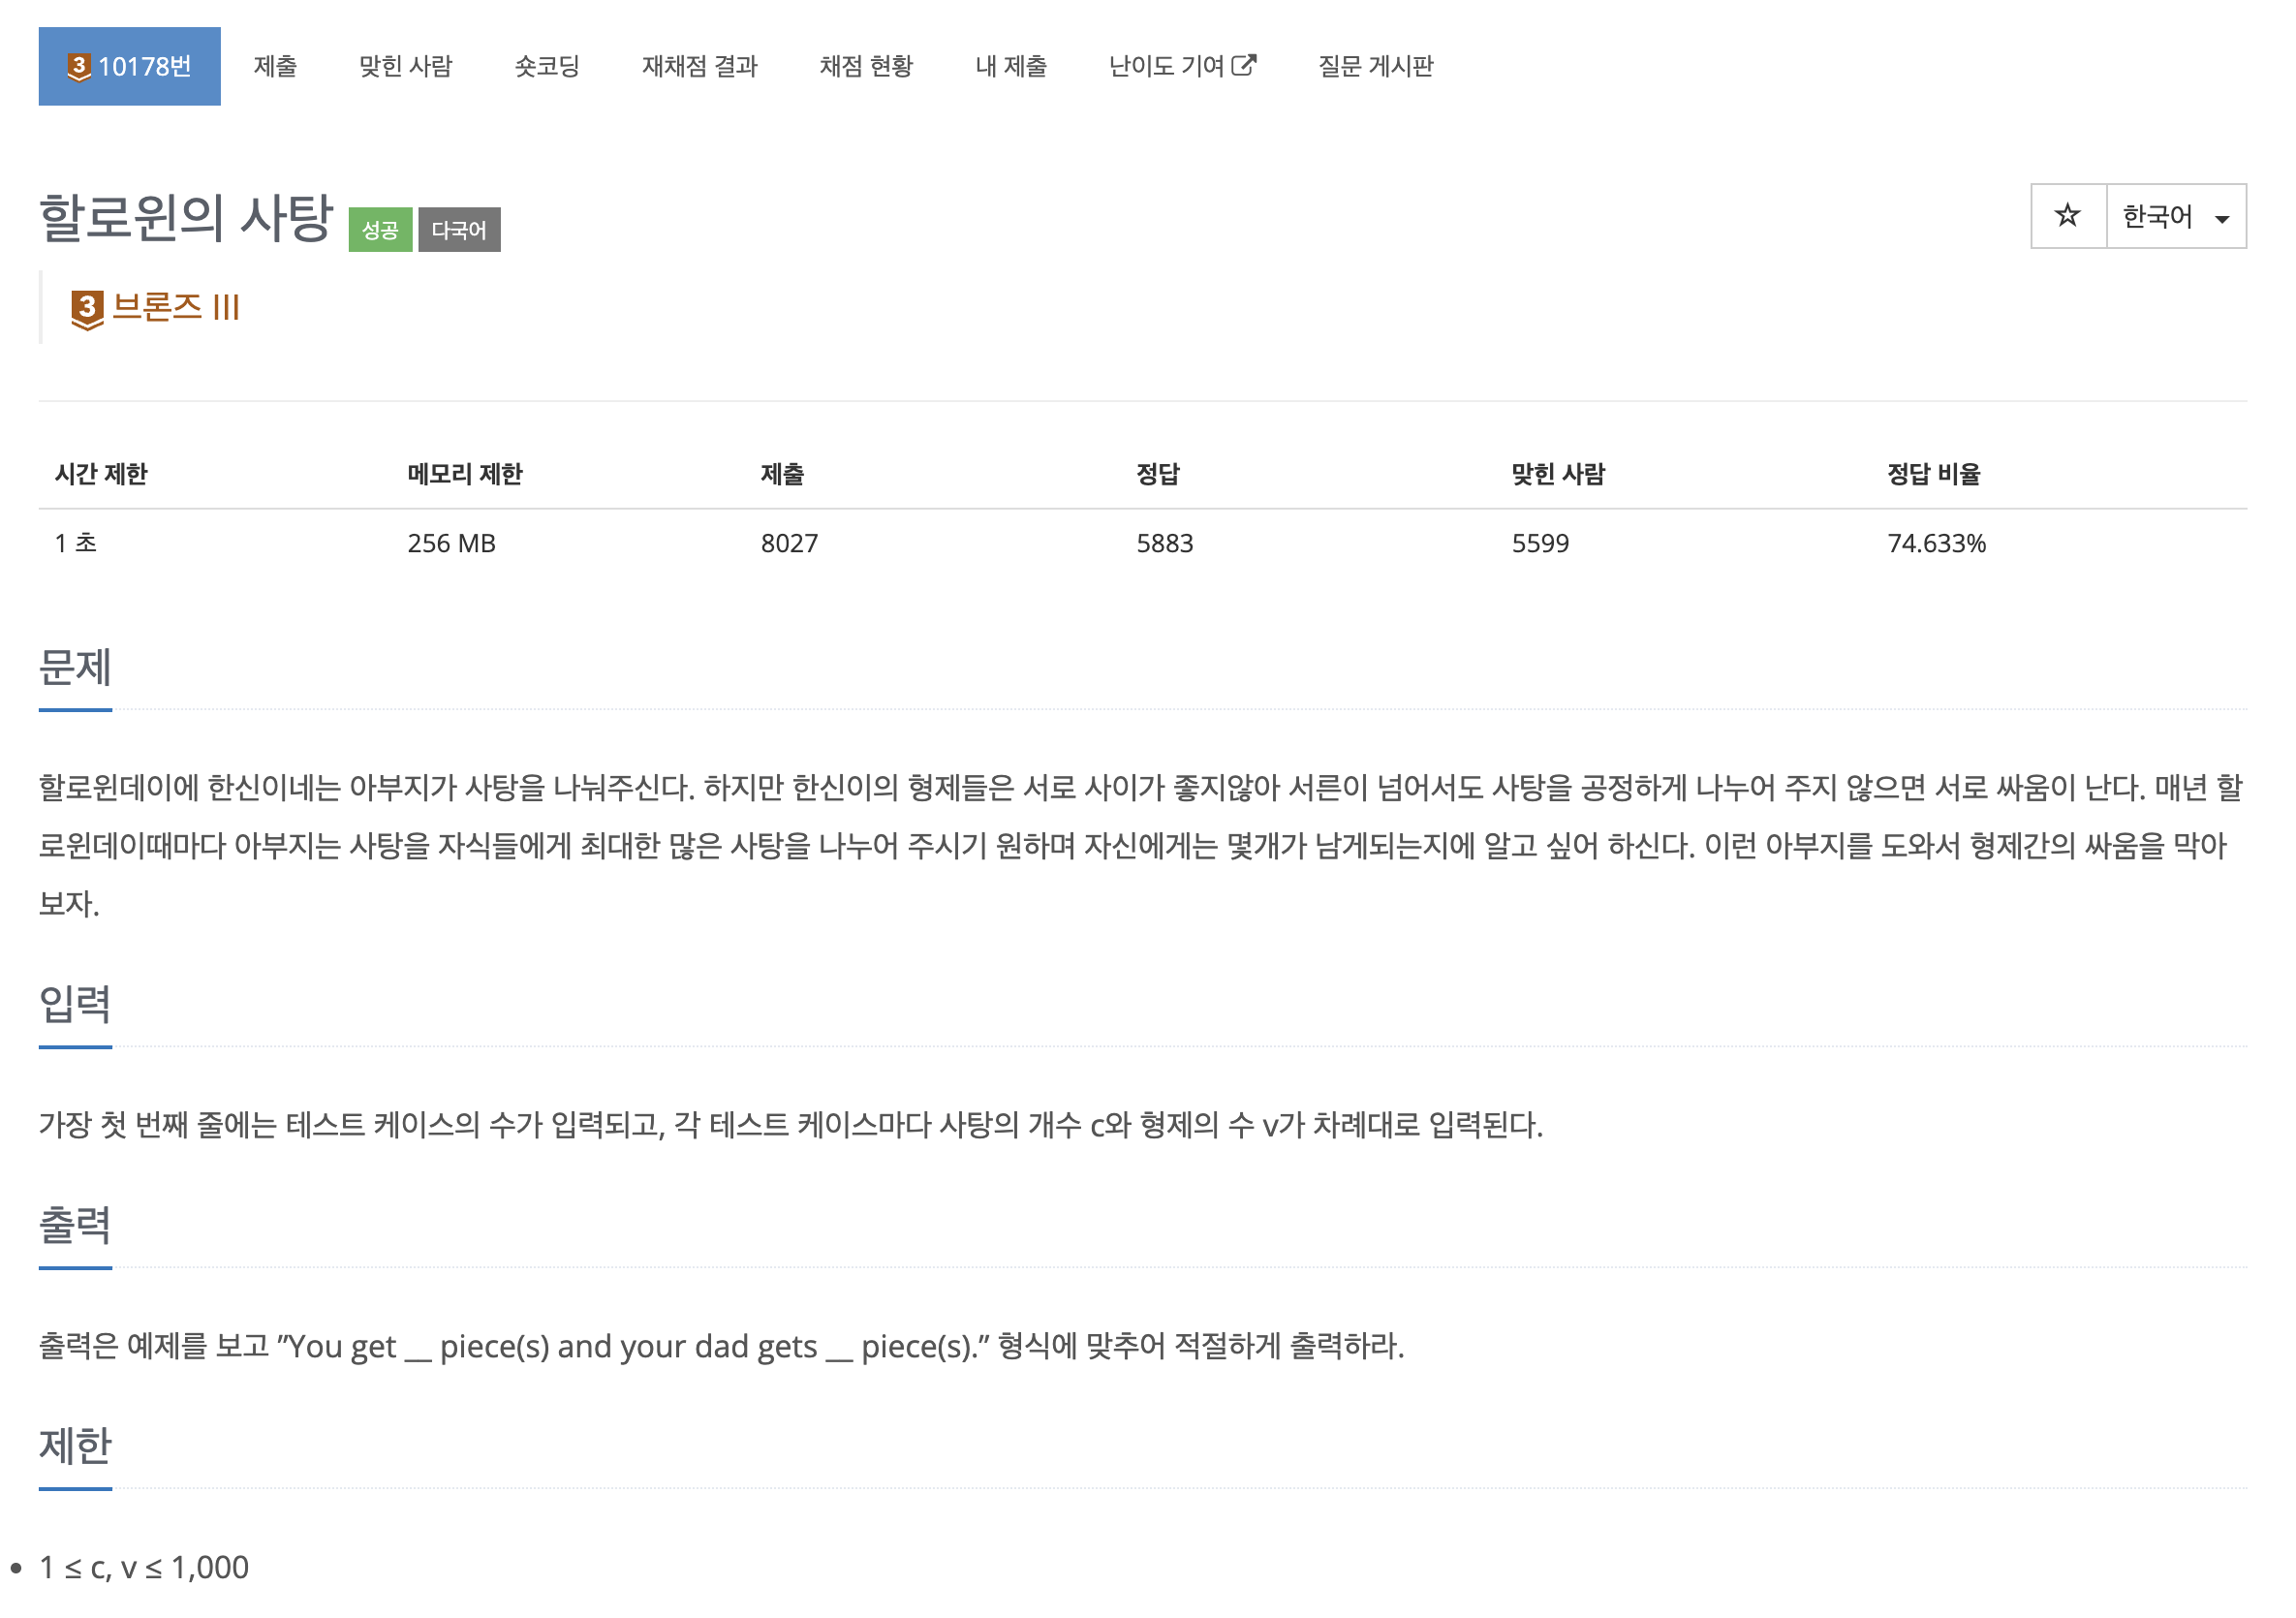 3 10178번 제출 맞힌 사람 숏코딩 재채점 결과 채점 현황 내 제출 난이도 기여 질문 게시판
할로윈의 사탕 성공 다국어 ☆ 한국어
3 브론즈 III
시간 제한 메모리 제한 제출 정답 맞힌 사람 정답 비율
1 초 256 MB 8027 5883 5599 74.633%
문제
할로윈데이에 한신이네는 아부지가 사탕을 나눠주신다. 하지만 한신이의 형제들은 서로 사이가 좋지않아 서른이 넘어서도 사탕을 공정하게 나누어 주지 않으면 서로 싸움이 난다. 매년 할
로윈데이때마다 아부지는 사탕을 자식들에게 최대한 많은 사탕을 나누어 주시기 원하며 자신에게는 몇개가 남게되는지에 알고 싶어 하신다. 이런 아부지를 도와서 형제간의 싸움을 막아
보자.
입력
가장 첫 번째 줄에는 테스트 케이스의 수가 입력되고, 각 테스트 케이스마다 사탕의 개수 c와 형제의 수 v가 차례대로 입력된다.
출력
출력은 예제를 보고 ”You get __ piece(s) and your dad gets __ piece(s).” 형식에 맞추어 적절하게 출력하라.
제한
• 1 ≤ c, v ≤ 1,000